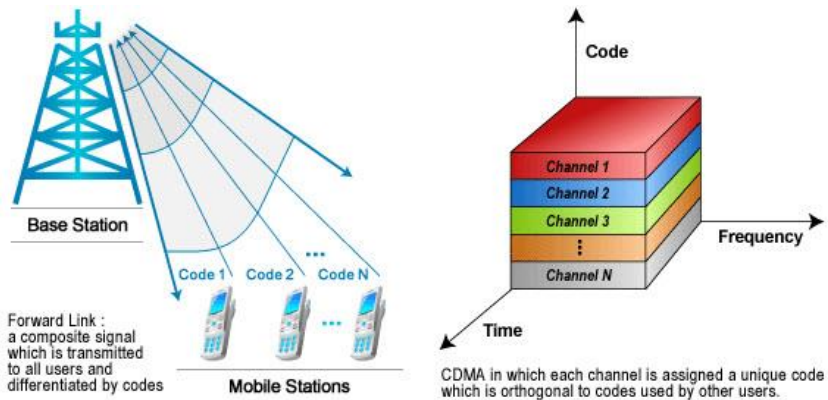 Base Station
Code 1 Code 2 ... Code N
...
Forward Link :
a composite signal
which is transmitted
to all users and
differentiated by codes
Mobile Stations
Code
Channel 1
Channel 2
Channel 3
⋮
Channel N
Frequency
Time
CDMA in which each channel is assigned a unique code
which is orthogonal to codes used by other users.